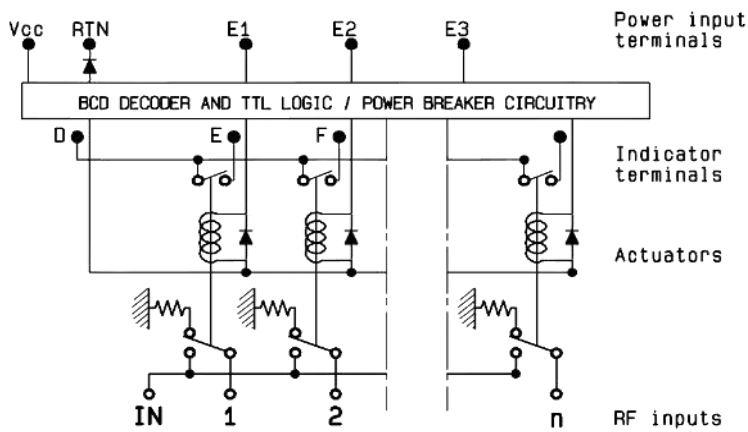 Vcc RTN E1 E2 E3 Power input
terminals
BCD DECODER AND TTL LOGIC / POWER BREAKER CIRCUITRY
D E F Indicator
terminals
Actuators
IN 1 2 n RF inputs